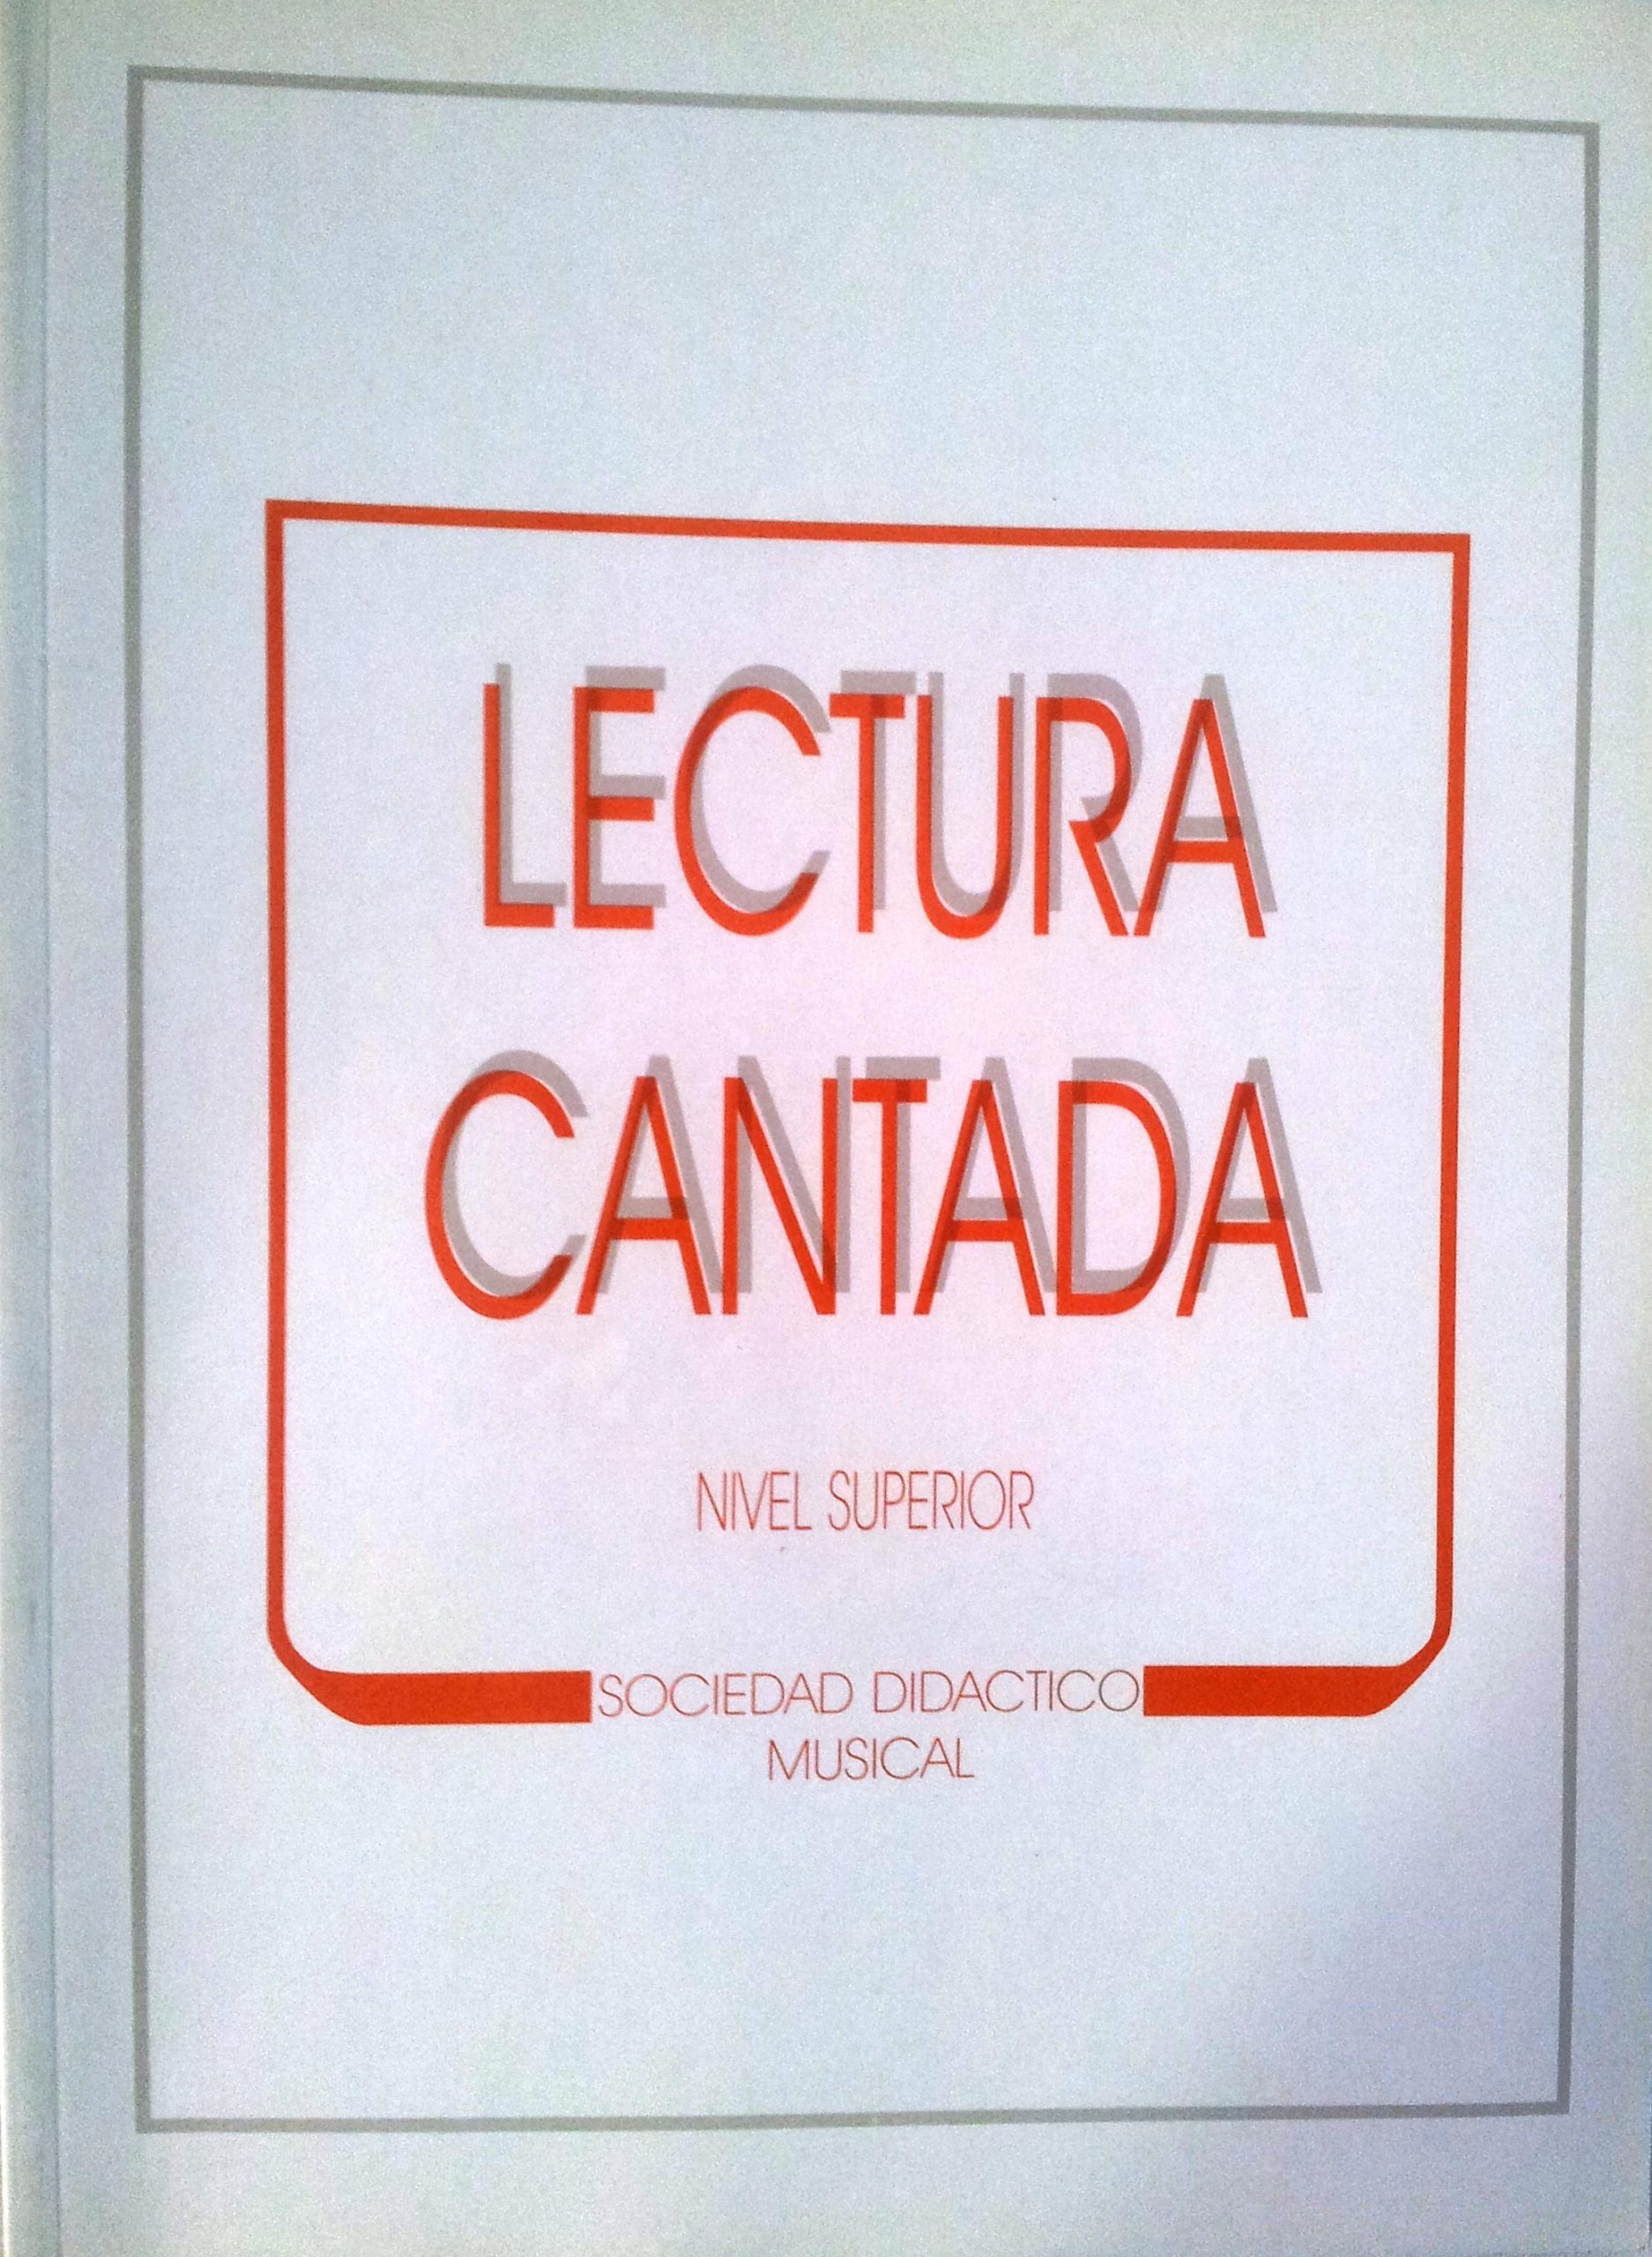 LECTURA
CANTADA
NIVEL SUPERIOR
SOCIEDAD DIDACTICO
MUSICAL